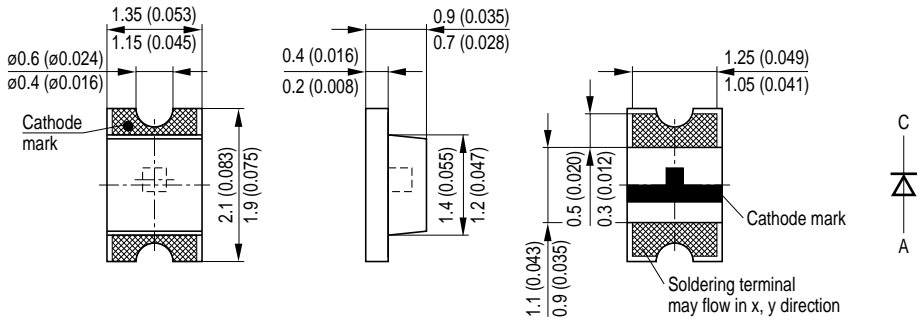 1.35 (0.053)
1.15 (0.045)
ø0.6 (ø0.024)
ø0.4 (ø0.016)
Cathode
mark
2.1 (0.083)
1.9 (0.075)
0.9 (0.035)
0.7 (0.028)
0.4 (0.016)
0.2 (0.008)
1.4 (0.055)
1.2 (0.047)
1.25 (0.049)
1.05 (0.041)
0.5 (0.020)
0.3 (0.012)
1.1 (0.043)
0.9 (0.035)
Cathode mark
Soldering terminal
may flow in x, y direction
C
A